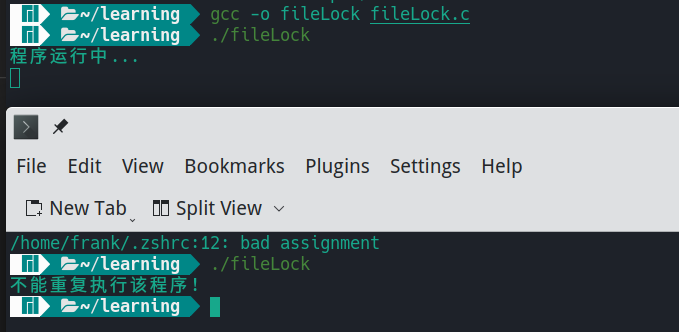 ~/learning gcc -o fileLock fileLock.c
~/learning ./fileLock
程序运行中...
File Edit View Bookmarks Plugins Settings Help
New Tab Split View
/home/frank/.zshrc:12: bad assignment
~/learning ./fileLock
不能重复执行该程序!
~/learning